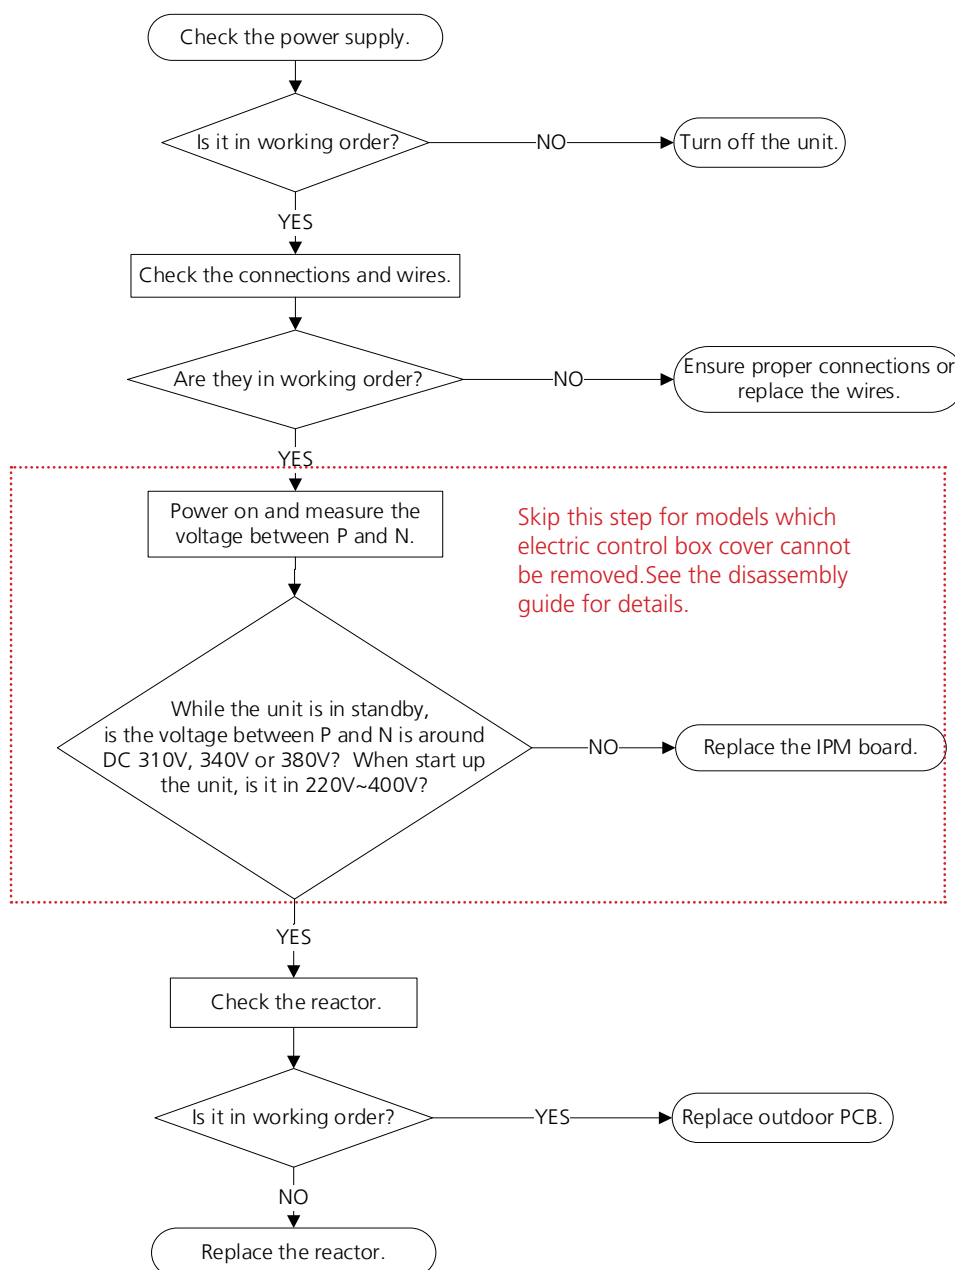 Check the power supply.
Is it in working order?
NO
Turn off the unit.
YES
Check the connections and wires.
Are they in working order?
NO
Ensure proper connections or
replace the wires.
YES
Power on and measure the
voltage between P and N.
Skip this step for models which
electric control box cover cannot
be removed.See the disassembly
guide for details.
While the unit is in standby,
is the voltage between P and N is around
DC 310V, 340V or 380V? When start up
the unit, is it in 220V~400V?
NO
Replace the IPM board.
YES
Check the reactor.
Is it in working order?
YES
Replace outdoor PCB.
NO
Replace the reactor.